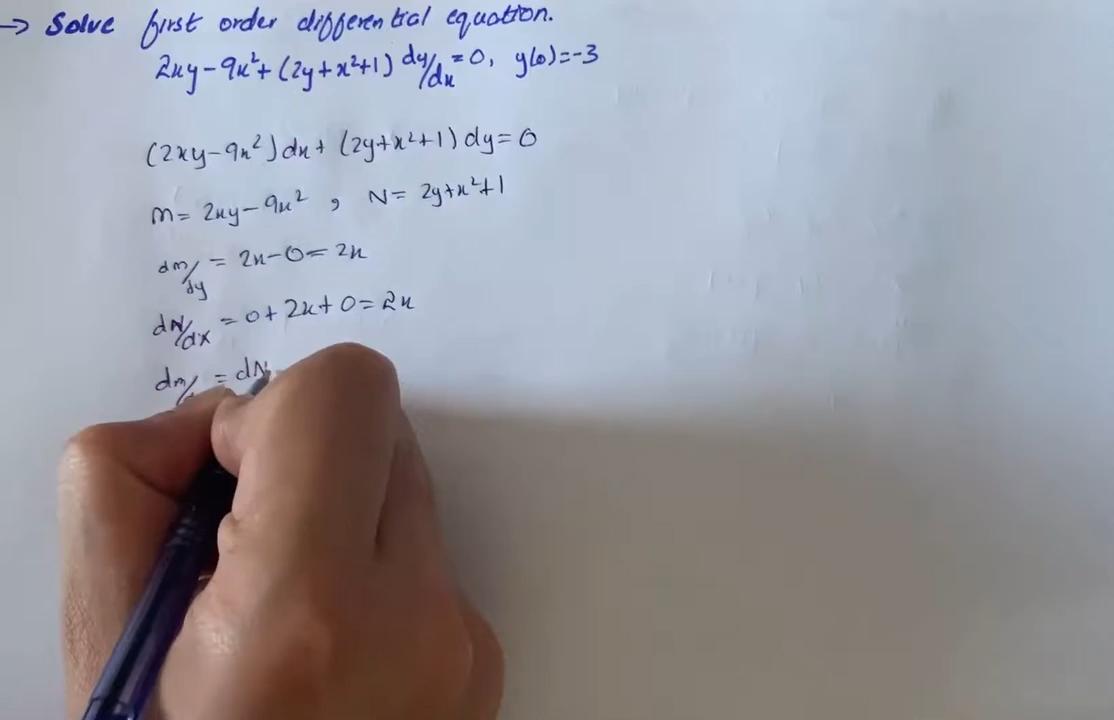 → Solve first order differential equation.
2xy-9x²+(2y+x²+1) dy/dx=0, y(0)=-3
(2xy-9x²)dx+(2y+x²+1)dy=0
M=2xy-9x², N=2y+x²+1
dm/dy=2x-0=2x
dN/dx=0+2x+0=2x
dm/ =dN